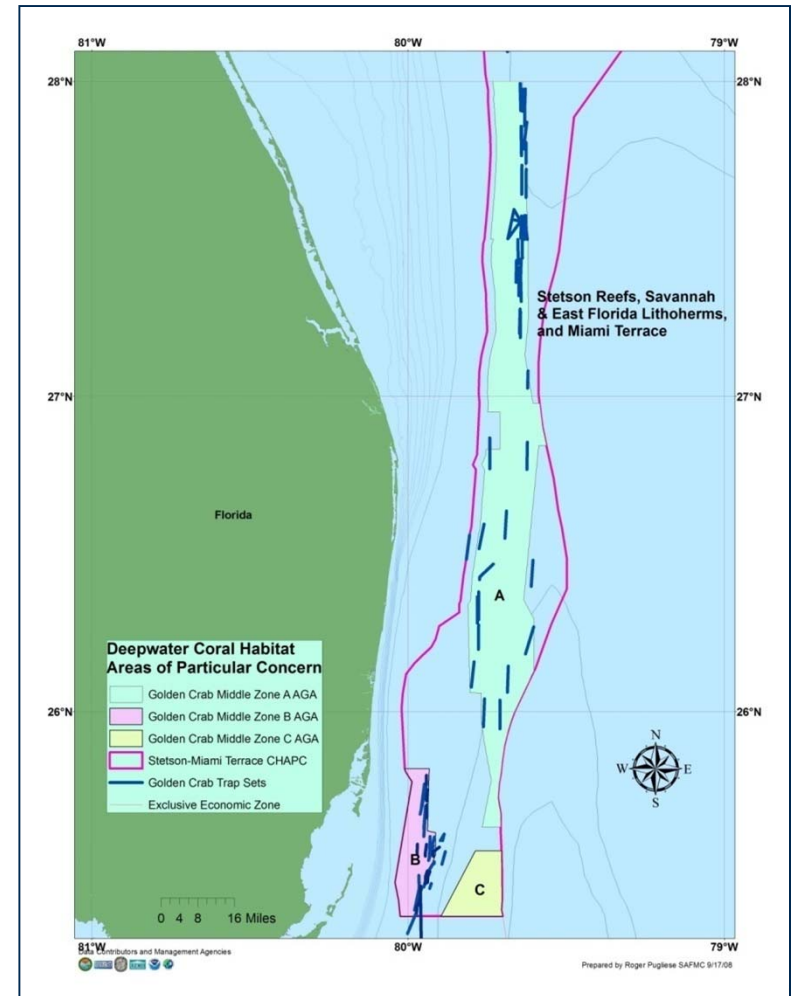 81°W
80°W
79°W
28°N
28°N
Stetson Reefs, Savannah
& East Florida Lithoherms,
and Miami Terrace
27°N
27°N
Florida
A
Deepwater Coral Habitat
Areas of Particular Concern
Golden Crab Middle Zone A AGA
Golden Crab Middle Zone B AGA
Golden Crab Middle Zone C AGA
Stetson-Miami Terrace CHAPC
Golden Crab Trap Sets
Exclusive Economic Zone
26°N
26°N
N
W
E
S
B
C
0 4 8 16 Miles
81°W
80°W
79°W
Data Contributors and Management Agencies
Prepared by Roger Pugliese SAFMC 9/17/08